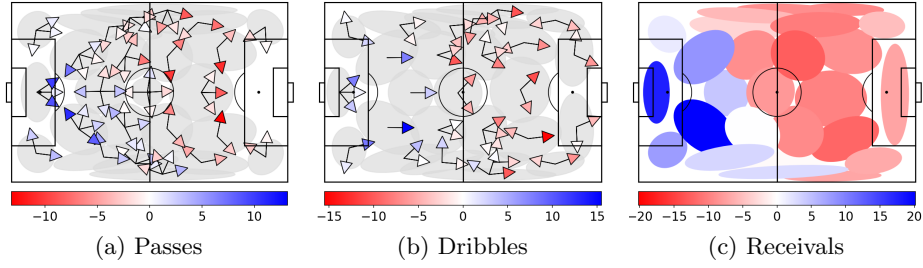 −10 −5 0 5 10
−15 −10 −5 0 5 10 15
−20 −15 −10 −5 0 5 10 15 20
(a) Passes
(b) Dribbles
(c) Receivals